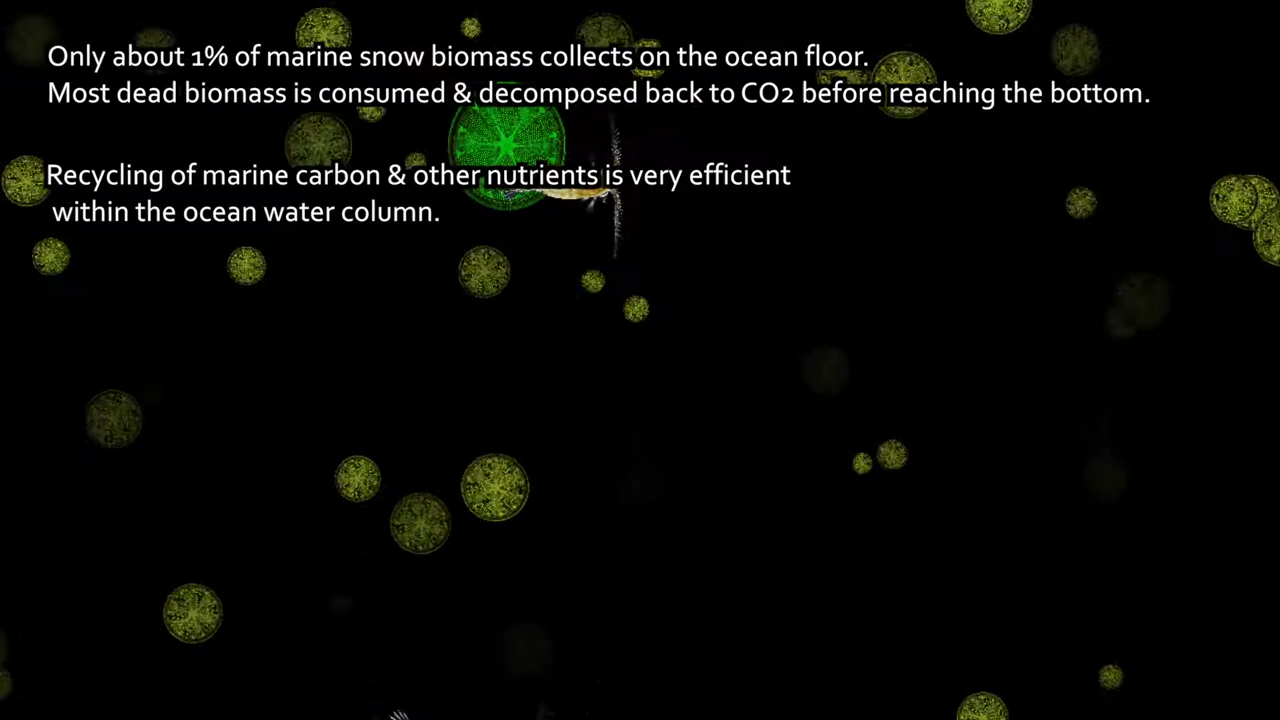 Only about 1% of marine snow biomass collects on the ocean floor.
Most dead biomass is consumed & decomposed back to CO2 before reaching the bottom.
Recycling of marine carbon & other nutrients is very efficient
within the ocean water column.